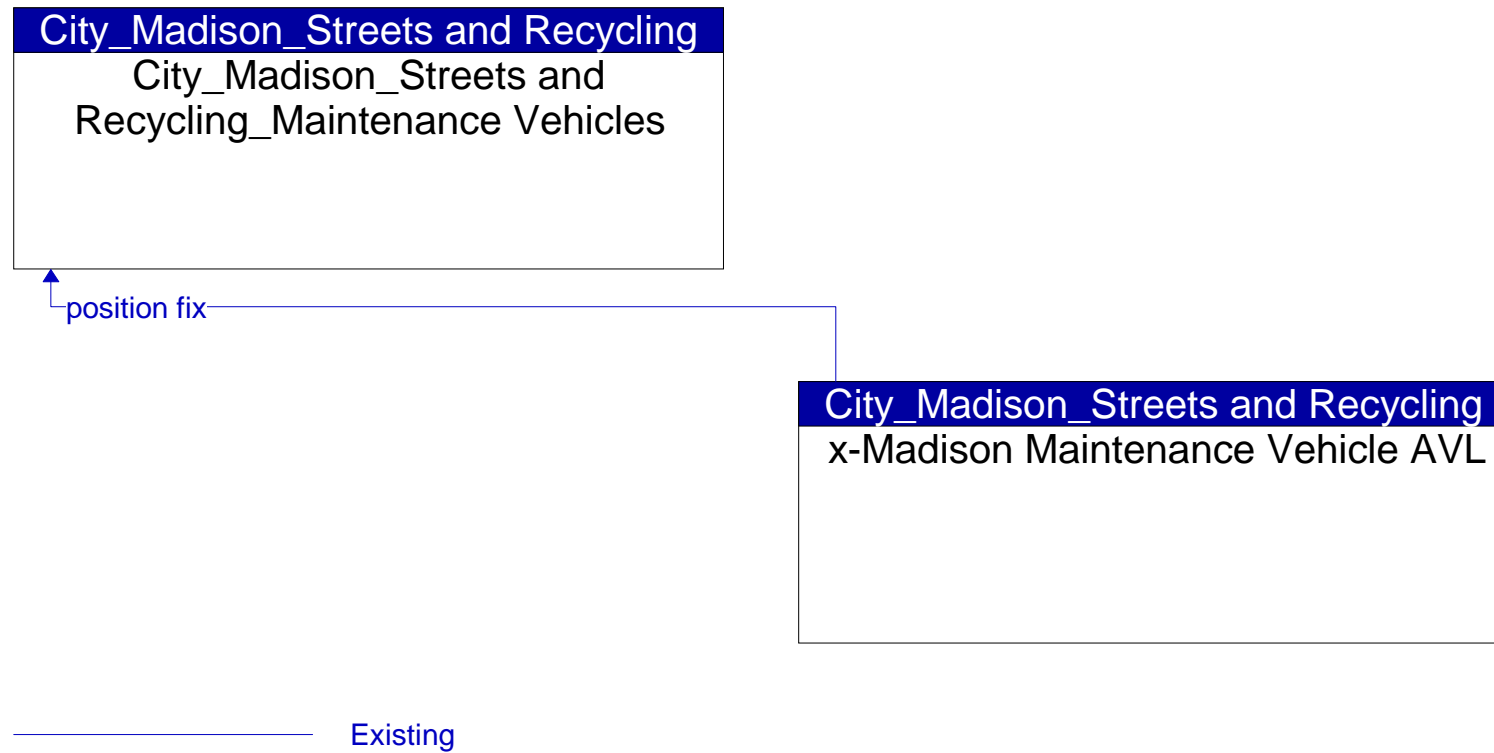 City_Madison_Streets and Recycling
City_Madison_Streets and
Recycling_Maintenance Vehicles
position fix
City_Madison_Streets and Recycling
x-Madison Maintenance Vehicle AVL
Existing